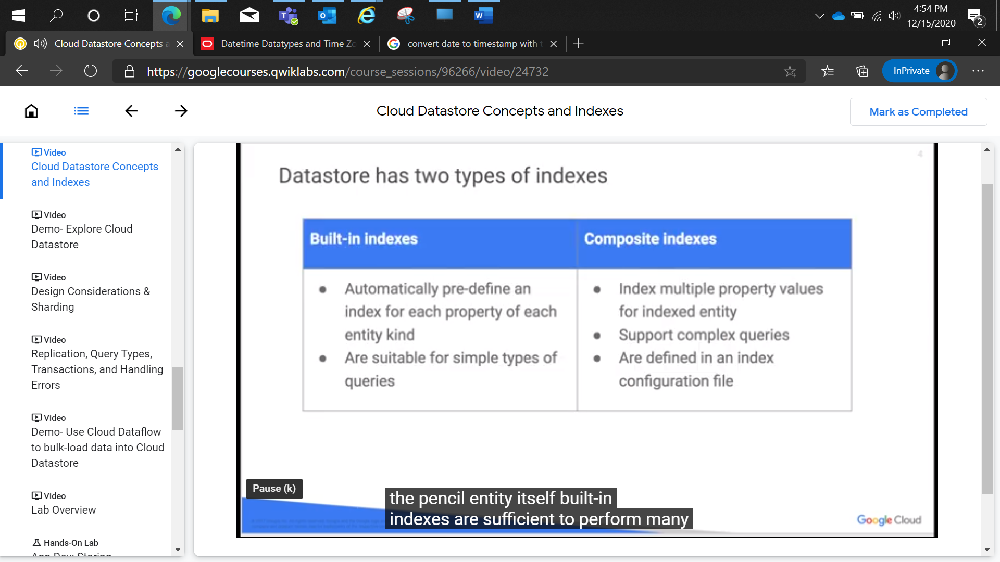 4:54 PM
12/15/2020
2
Cloud Datastore Concepts a
Datetime Datatypes and Time Zo
convert date to timestamp with t
https://googlecourses.qwiklabs.com/course_sessions/96266/video/24732
InPrivate
Cloud Datastore Concepts and Indexes
Mark as Completed
Video
Cloud Datastore Concepts
and Indexes
Video
Demo- Explore Cloud
Datastore
Video
Design Considerations &
Sharding
Video
Replication, Query Types,
Transactions, and Handling
Errors
Video
Demo- Use Cloud Dataflow
to bulk-load data into Cloud
Datastore
Video
Lab Overview
Hands-On Lab
App Dev: Storing
4
Datastore has two types of indexes
Built-in indexes
Automatically pre-define an
index for each property of each
entity kind
Are suitable for simple types of
queries
Composite indexes
Index multiple property values
for indexed entity
Support complex queries
Are defined in an index
configuration file
Pause (k)
the pencil entity itself built-in
indexes are sufficient to perform many
Google Cloud